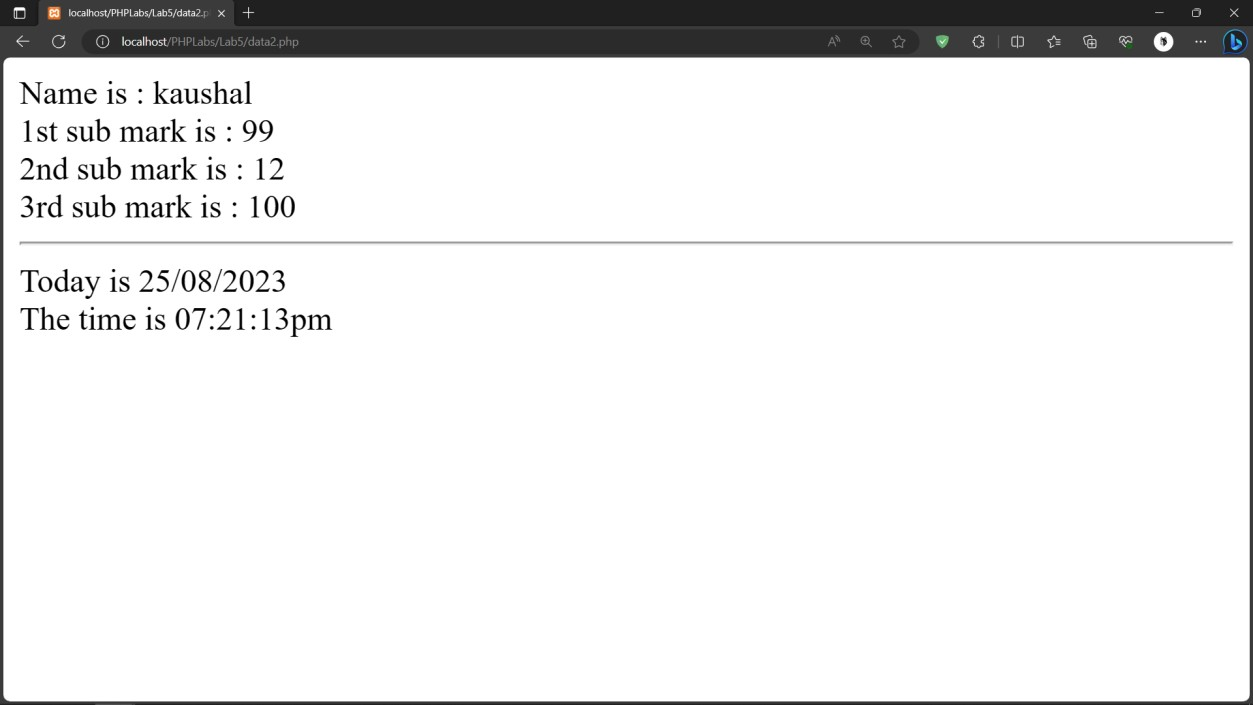 localhost/PHPLabs/Lab5/data2.p
localhost/PHPLabs/Lab5/data2.php
Name is : kaushal
1st sub mark is : 99
2nd sub mark is : 12
3rd sub mark is : 100
Today is 25/08/2023
The time is 07:21:13pm